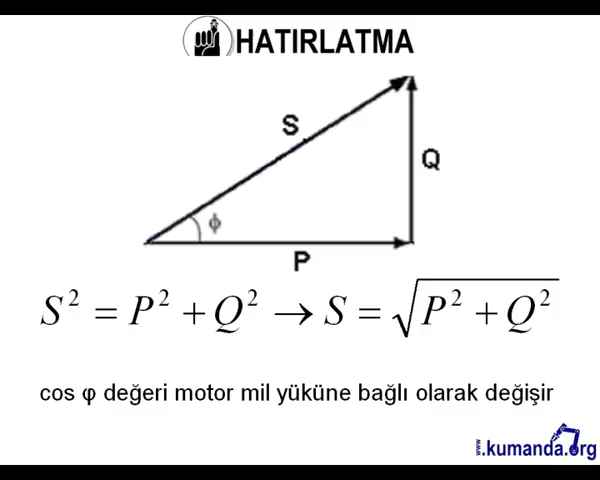 HATIRLATMA
S
Q
ϕ
P
S² = P² + Q² → S = √(P² + Q²)
cos φ değeri motor mil yüküne bağlı olarak değişir
www.kumanda.org